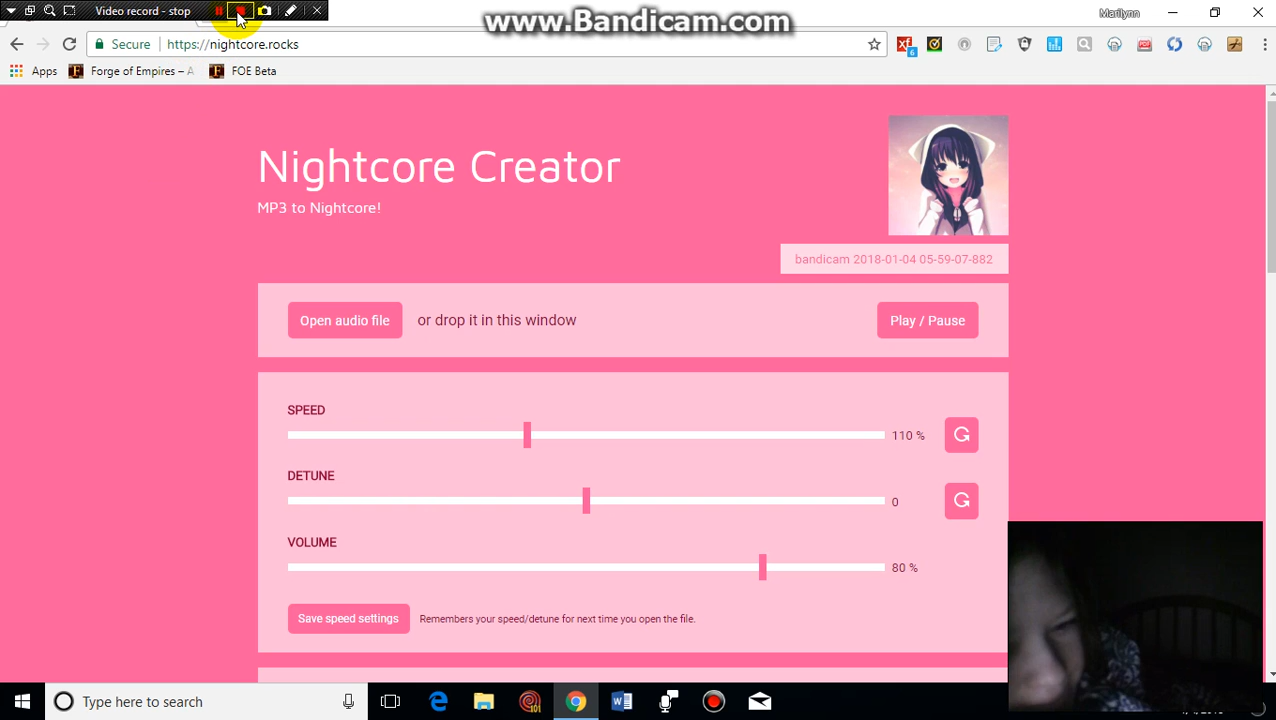 Video record - stop
www.Bandicam.com
Marilynn
Secure https://nightcore.rocks
6
Apps Forge of Empires – A FOE Beta
Nightcore Creator
MP3 to Nightcore!
bandicam 2018-01-04 05-59-07-882
Open audio file or drop it in this window Play / Pause
SPEED
110 %
DETUNE
0
VOLUME
80 %
Save speed settings Remembers your speed/detune for next time you open the file.
Type here to search
101